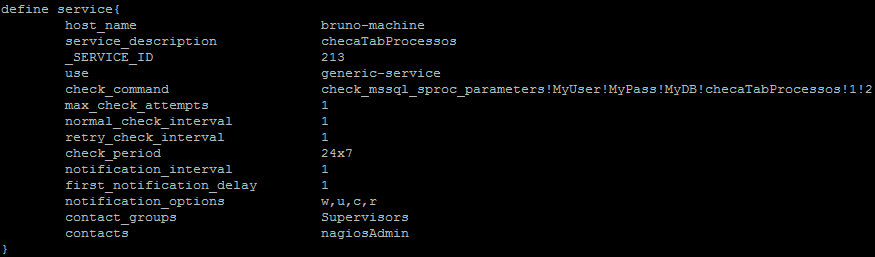 define service{
host_name bruno-machine
service_description checaTabProcessos
_SERVICE_ID 213
use generic-service
check_command check_mssql_sproc_parameters!MyUser!MyPass!MyDB!checaTabProcessos!1!2
max_check_attempts 1
normal_check_interval 1
retry_check_interval 1
check_period 24x7
notification_interval 1
first_notification_delay 1
notification_options w,u,c,r
contact_groups Supervisors
contacts nagiosAdmin
}